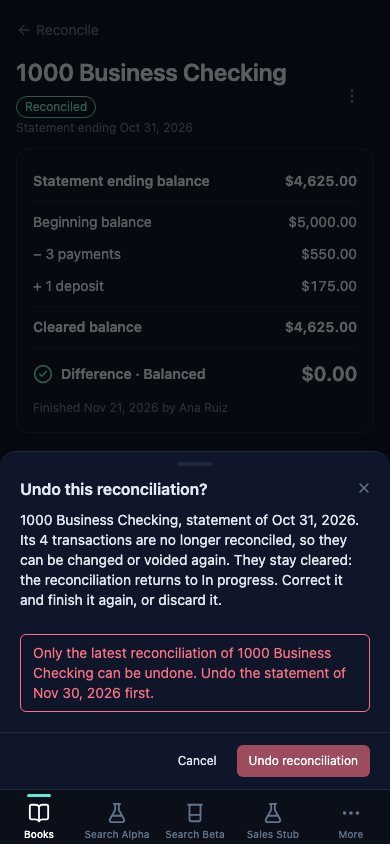 Reconcile
1000 Business Checking
Reconciled
Statement ending Oct 31, 2026
Statement ending balance $4,625.00
Beginning balance $5,000.00
− 3 payments $550.00
+ 1 deposit $175.00
Cleared balance $4,625.00
Difference · Balanced $0.00
Finished Nov 21, 2026 by Ana Ruiz
Undo this reconciliation?
1000 Business Checking, statement of Oct 31, 2026.
Its 4 transactions are no longer reconciled, so they
can be changed or voided again. They stay cleared:
the reconciliation returns to In progress. Correct it
and finish it again, or discard it.
Only the latest reconciliation of 1000 Business
Checking can be undone. Undo the statement of
Nov 30, 2026 first.
Cancel Undo reconciliation
Books Search Alpha Search Beta Sales Stub More